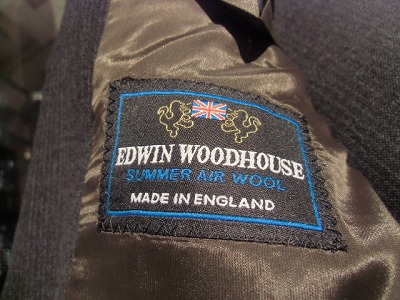 EDWIN WOODHOUSE
SUMMER AIR WOOL
MADE IN ENGLAND